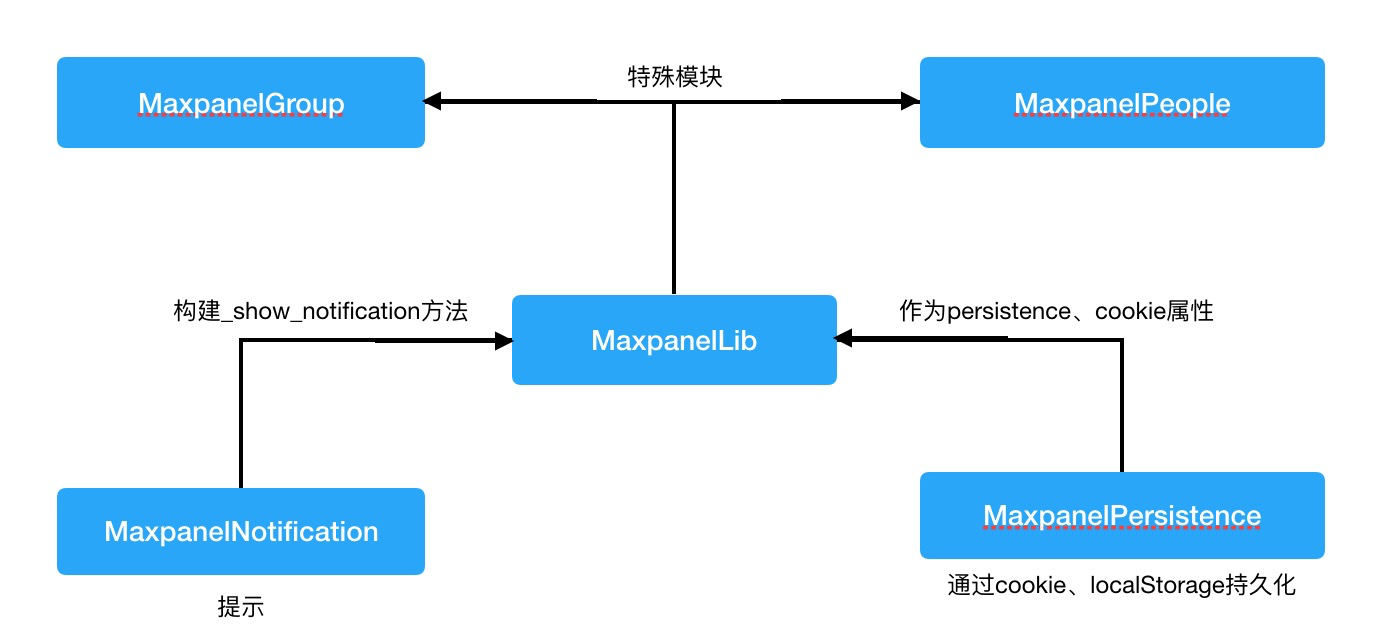 特殊模块
MaxpanelGroup
MaxpanelPeople
构建_show_notification方法
作为persistence、cookie属性
MaxpanelLib
MaxpanelNotification
MaxpanelPersistence
提示
通过cookie、localStorage持久化